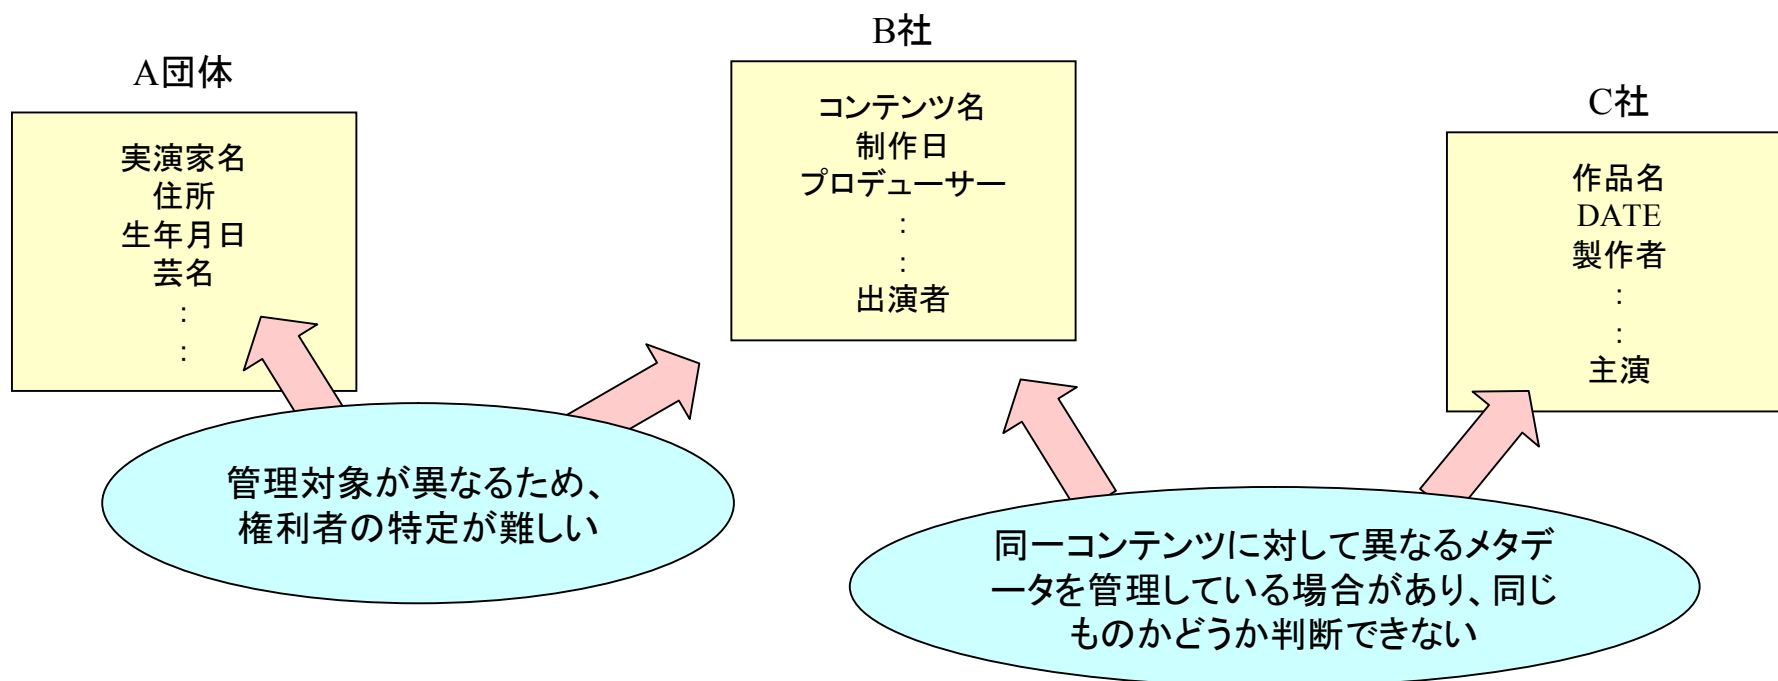 A団体
実演家名
住所
生年月日
芸名
:
:
B社
コンテンツ名
制作日
プロデューサー
:
:
出演者
C社
作品名
DATE
製作者
:
:
主演
管理対象が異なるため、
権利者の特定が難しい
同一コンテンツに対して異なるメタデ
ータを管理している場合があり、同じ
ものかどうか判断できない